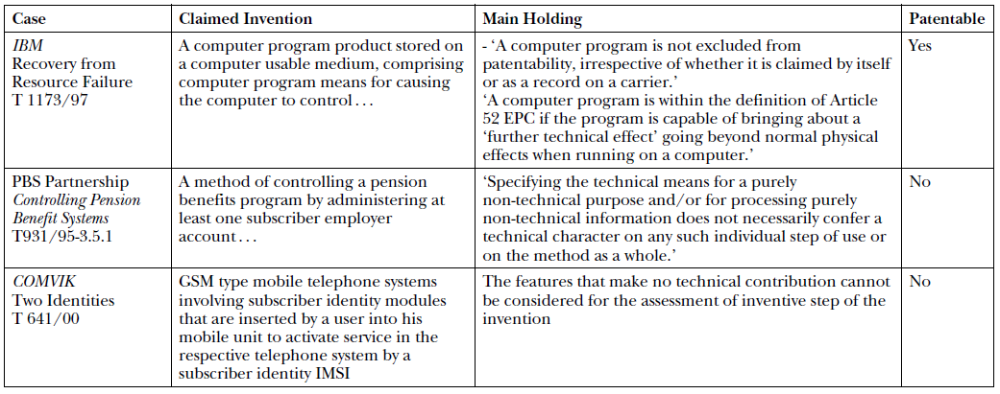 Case
Claimed Invention
Main Holding
Patentable
IBM
Recovery from
Resource Failure
T 1173/97
A computer program product stored on
a computer usable medium, comprising
computer program means for causing
the computer to control . . .
- ‘A computer program is not excluded from
patentability, irrespective of whether it is claimed by itself
or as a record on a carrier.’
‘A computer program is within the definition of Article
52 EPC if the program is capable of bringing about a
‘further technical effect’ going beyond normal physical
effects when running on a computer.’
Yes
PBS Partnership
Controlling Pension
Benefit Systems
T931/95-3.5.1
A method of controlling a pension
benefits program by administering at
least one subscriber employer
account . . .
‘Specifying the technical means for a purely
non-technical purpose and/or for processing purely
non-technical information does not necessarily confer a
technical character on any such individual step of use or
on the method as a whole.’
No
COMVIK
Two Identities
T 641/00
GSM type mobile telephone systems
involving subscriber identity modules
that are inserted by a user into his
mobile unit to activate service in the
respective telephone system by a
subscriber identity IMSI
The features that make no technical contribution cannot
be considered for the assessment of inventive step of the
invention
No